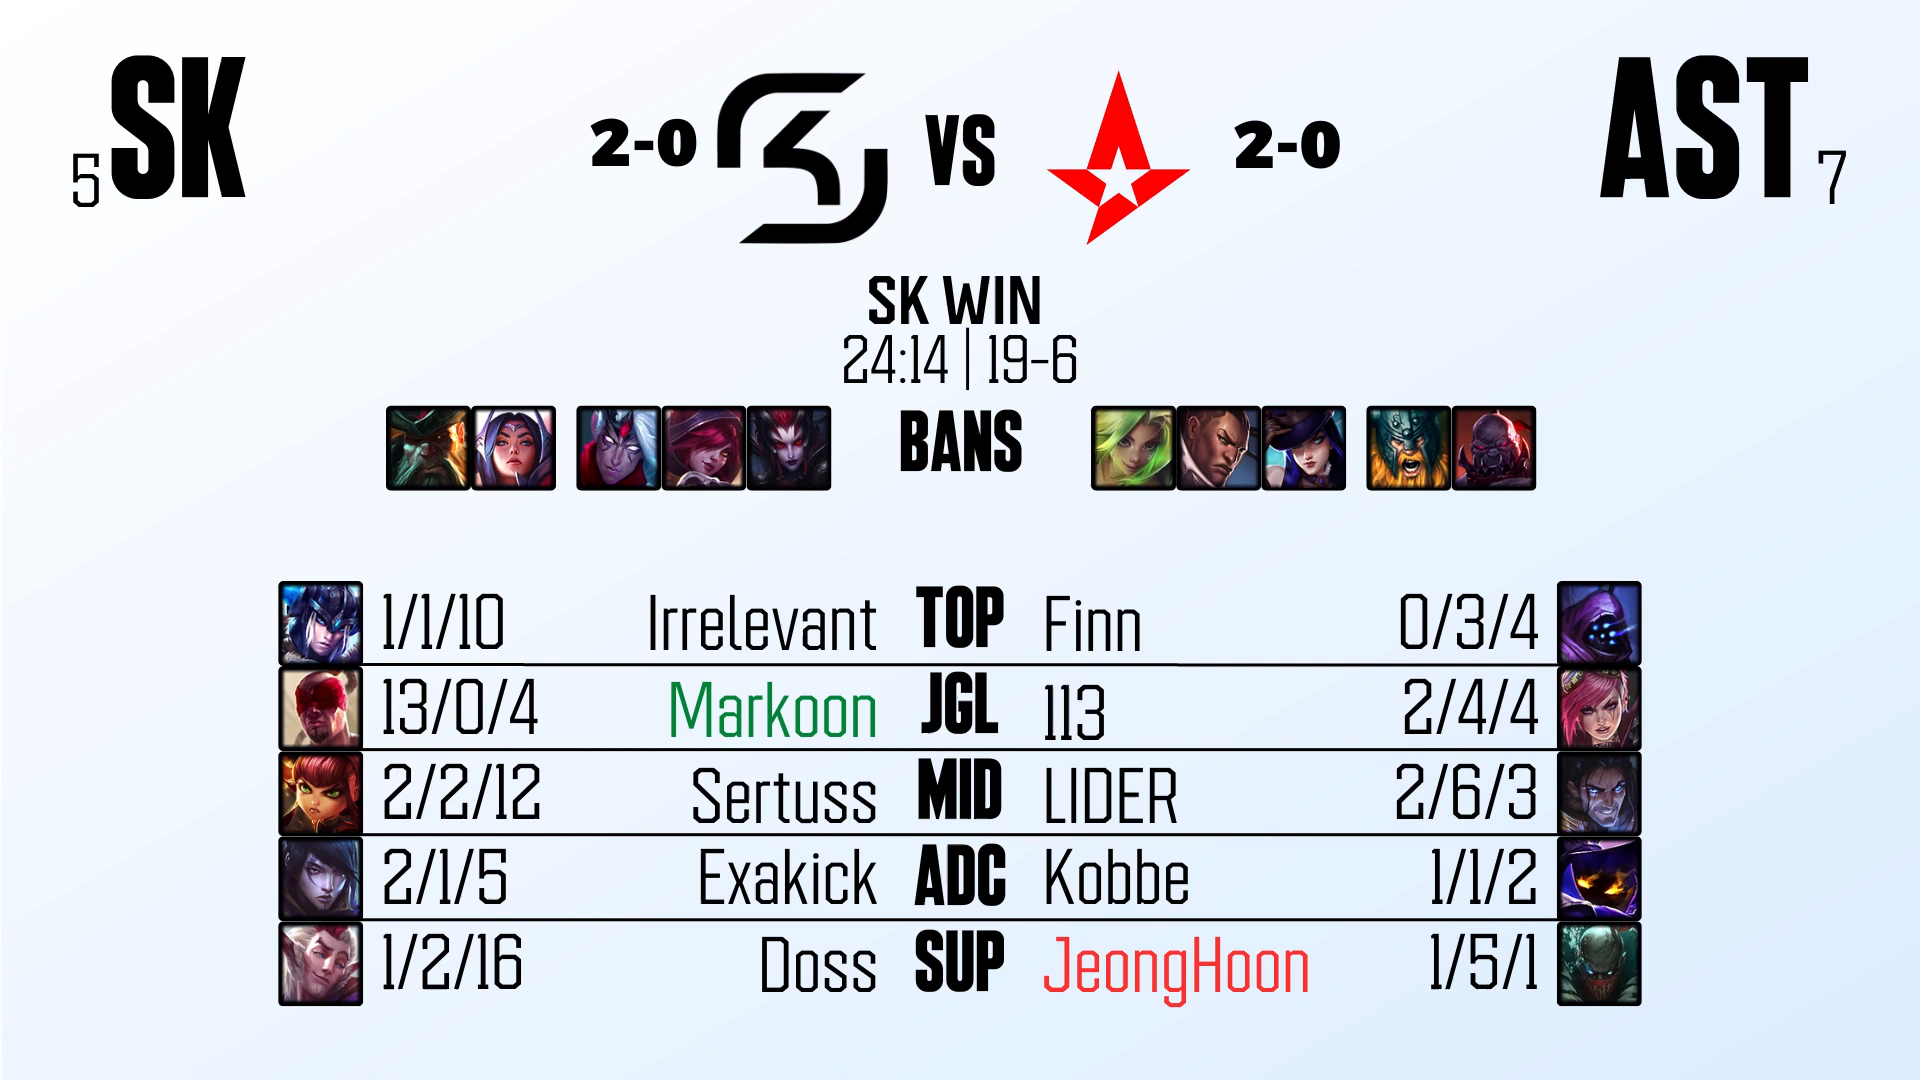 5 SK 2-0 VS 2-0 AST 7
SK WIN
24:14 | 19-6
BANS
1/1/10 Irrelevant TOP Finn 0/3/4
13/0/4 Markoon JGL 113 2/4/4
2/2/12 Sertuss MID LIDER 2/6/3
2/1/5 Exakick ADC Kobbe 1/1/2
1/2/16 Doss SUP JeongHoon 1/5/1